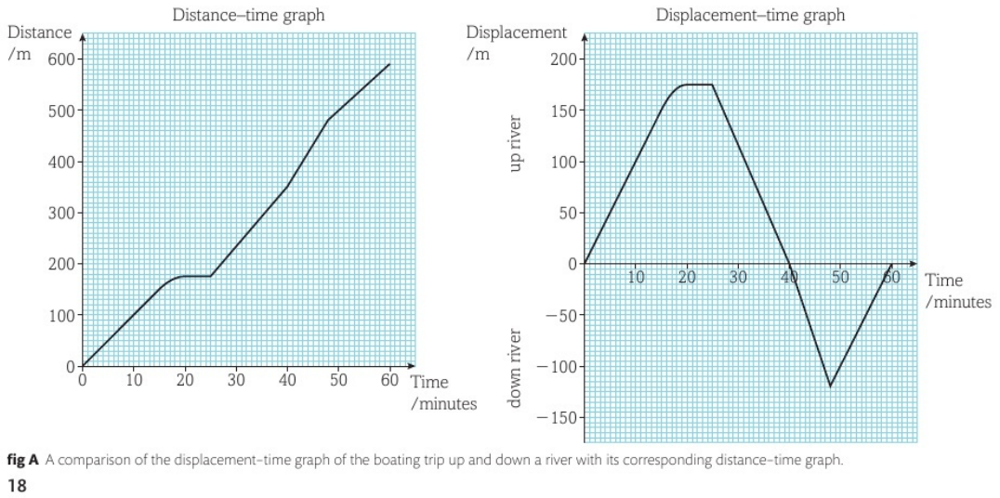 Distance–time graph
Distance
/m
600
500
400
300
200
100
0
0 10 20 30 40 50 60 Time
/minutes
Displacement–time graph
Displacement
/m
200
150
100
50
0
−50
−100
−150
up river
down river
10 20 30 40 50 60 Time
/minutes
fig A A comparison of the displacement–time graph of the boating trip up and down a river with its corresponding distance–time graph.
18